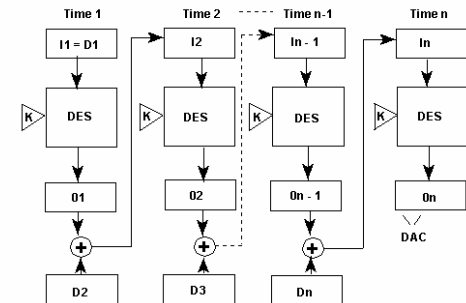 Time 1 Time 2 Time n-1 Time n
I1 = D1 I2 In - 1 In
K DES K DES K DES K DES
01 02 0n - 1 0n
DAC
D2 D3 Dn